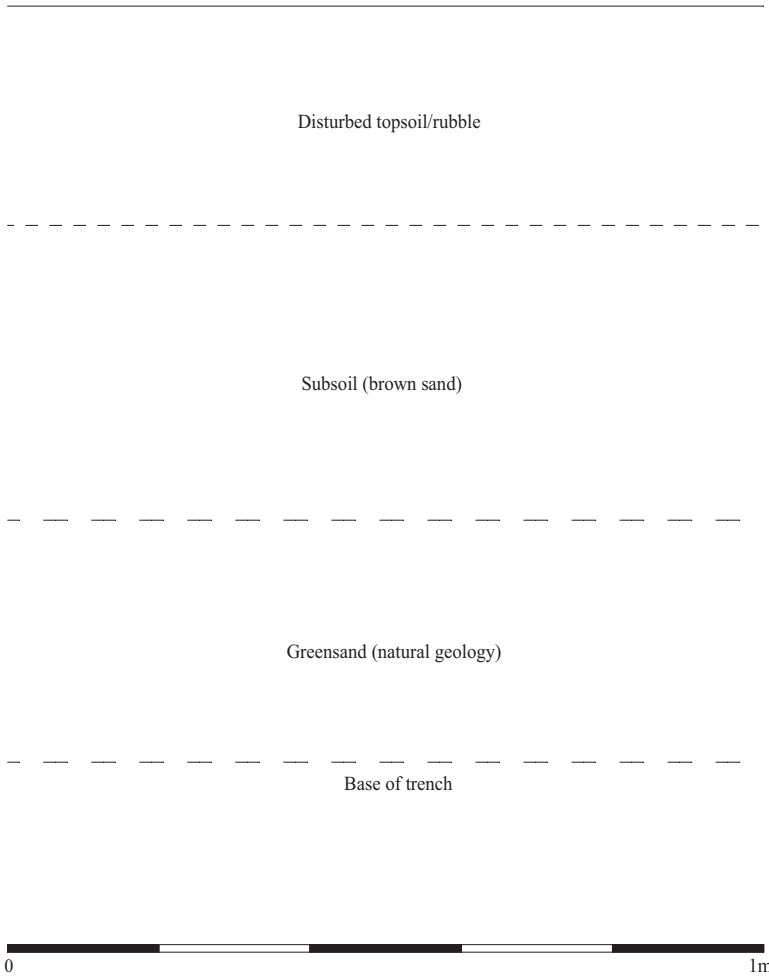 Disturbed topsoil/rubble
Subsoil (brown sand)
Greensand (natural geology)
Base of trench
0 1m